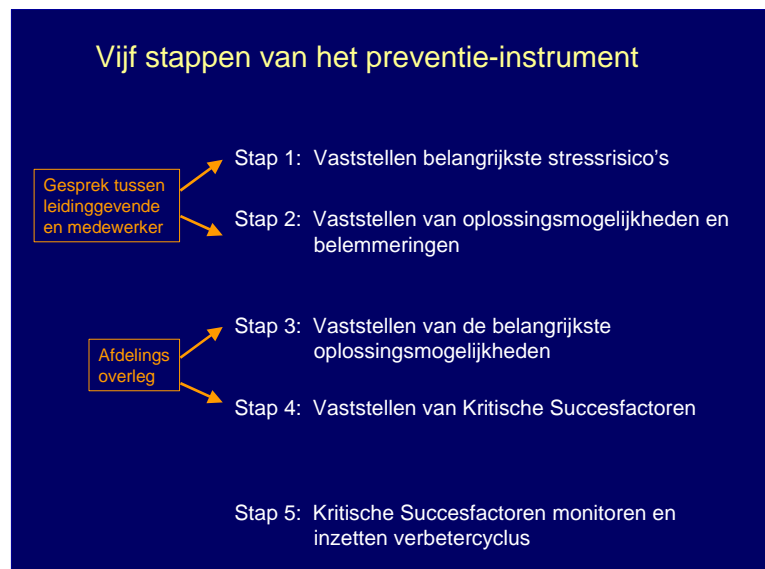 Vijf stappen van het preventie-instrument
Gesprek tussen
leidinggevende
en medewerker
Stap 1: Vaststellen belangrijkste stressrisico’s
Stap 2: Vaststellen van oplossingsmogelijkheden en
belemmeringen
Afdelings
overleg
Stap 3: Vaststellen van de belangrijkste
oplossingsmogelijkheden
Stap 4: Vaststellen van Kritische Succesfactoren
Stap 5: Kritische Succesfactoren monitoren en
inzetten verbetercyclus